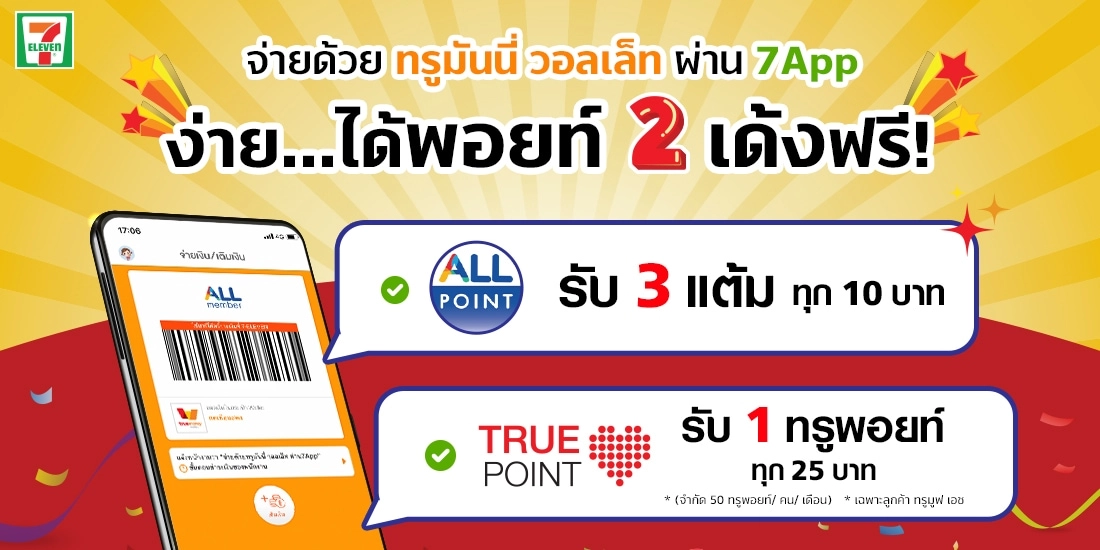 7
ELEVEN
จ่ายด้วย ทรูมันนี่ วอลเล็ท ผ่าน 7App
ง่าย...ได้พอยท์ 2 เด้งฟรี!
17:06
4G
จ่ายเงิน/เติมเงิน
ALL
member
ALL
POINT
รับ 3 แต้ม ทุก 10 บาท
TRUE
POINT
รับ 1 ทรูพอยท์
ทุก 25 บาท
* (จำกัด 50 ทรูพอยท์/ คน/ เดือน) * เฉพาะลูกค้า ทรูมูฟ เอช